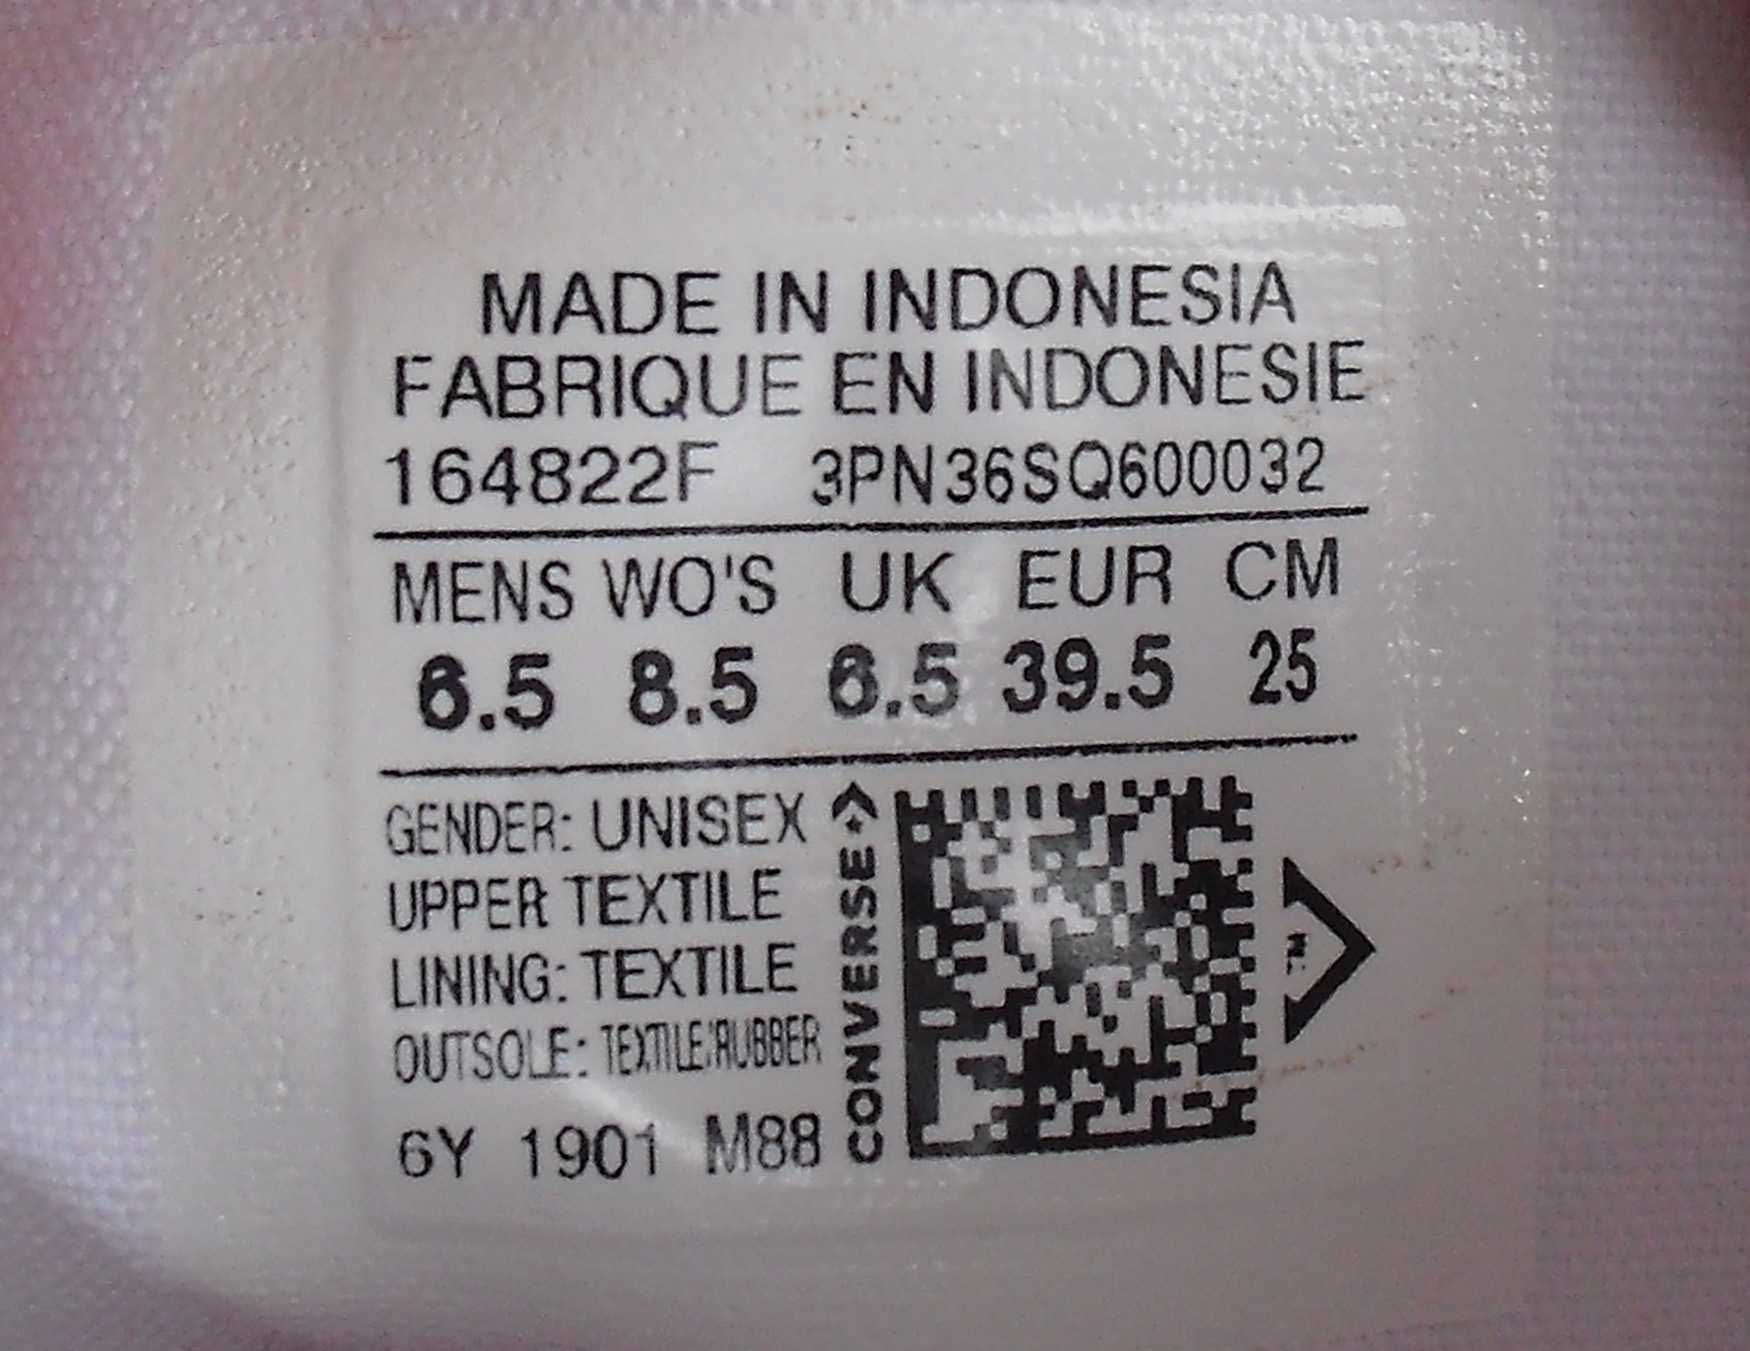 MADE IN INDONESIA
FABRIQUE EN INDONESIE
164822F 3PN36SQ600032
MENS WO'S UK EUR CM
6.5 8.5 6.5 39.5 25
GENDER: UNISEX
UPPER TEXTILE
LINING: TEXTILE
OUTSOLE: TEXTILE:RUBBER
6Y 1901 M88
CONVERSE
TM